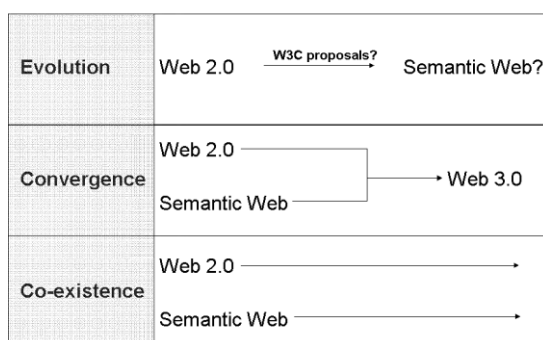 Evolution
Web 2.0
W3C proposals?
Semantic Web?
Convergence
Web 2.0
Semantic Web
Web 3.0
Co-existence
Web 2.0
Semantic Web